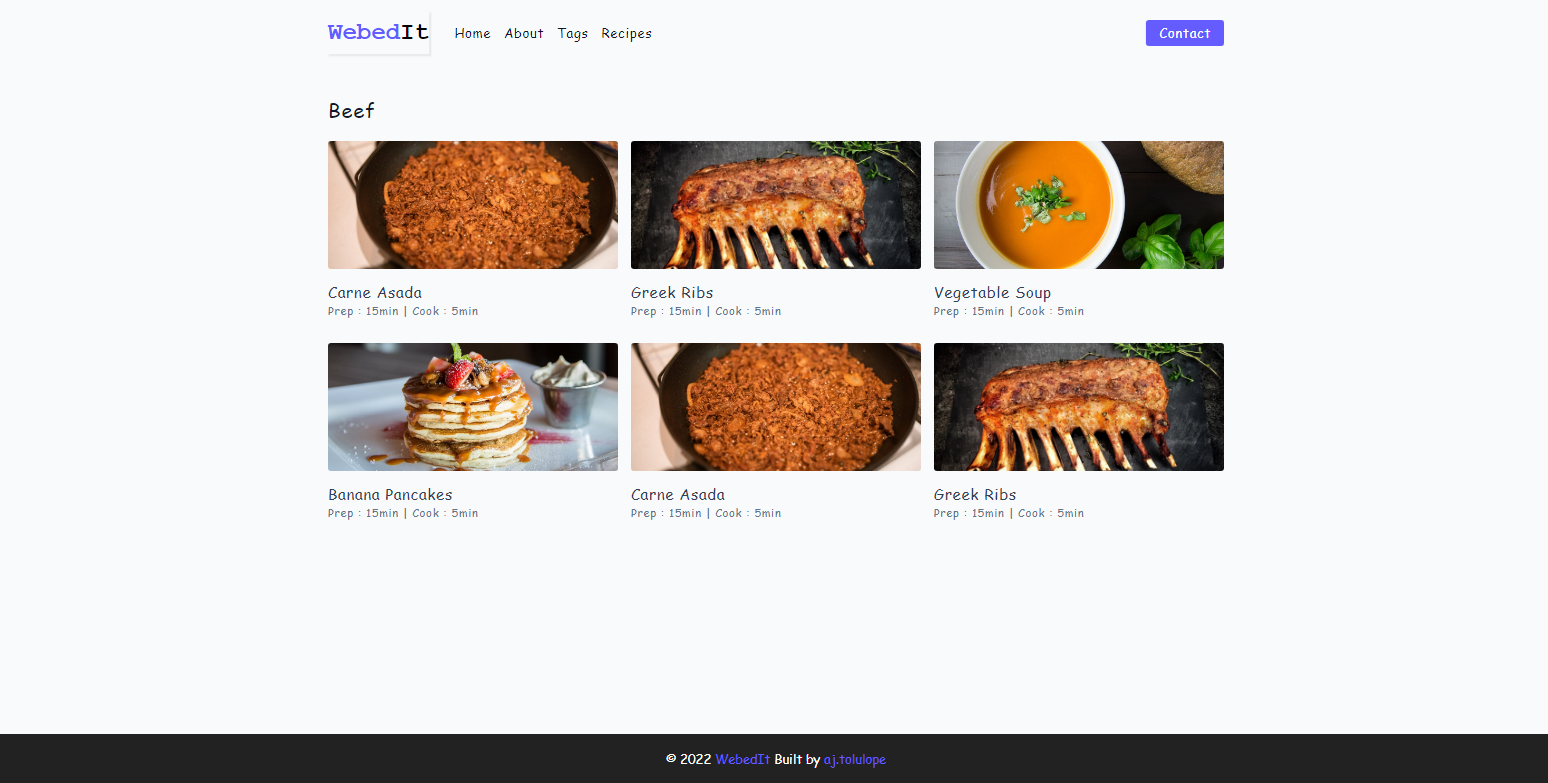 WebedIt Home About Tags Recipes Contact
Beef
Carne Asada Greek Ribs Vegetable Soup
Prep : 15min | Cook : 5min Prep : 15min | Cook : 5min Prep : 15min | Cook : 5min
Banana Pancakes Carne Asada Greek Ribs
Prep : 15min | Cook : 5min Prep : 15min | Cook : 5min Prep : 15min | Cook : 5min
© 2022 WebedIt Built by aj.tolulope